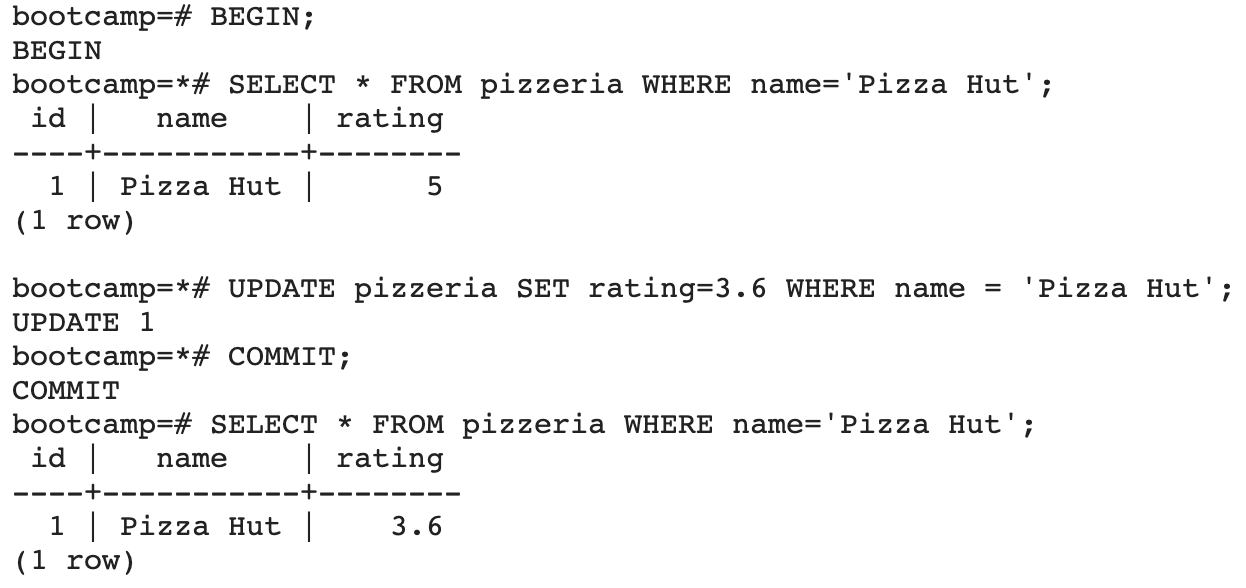 bootcamp=# BEGIN;
BEGIN
bootcamp=*# SELECT * FROM pizzeria WHERE name='Pizza Hut';
 id |   name    | rating
----+-----------+--------
  1 | Pizza Hut |      5
(1 row)

bootcamp=*# UPDATE pizzeria SET rating=3.6 WHERE name = 'Pizza Hut';
UPDATE 1
bootcamp=*# COMMIT;
COMMIT
bootcamp=# SELECT * FROM pizzeria WHERE name='Pizza Hut';
 id |   name    | rating
----+-----------+--------
  1 | Pizza Hut |    3.6
(1 row)